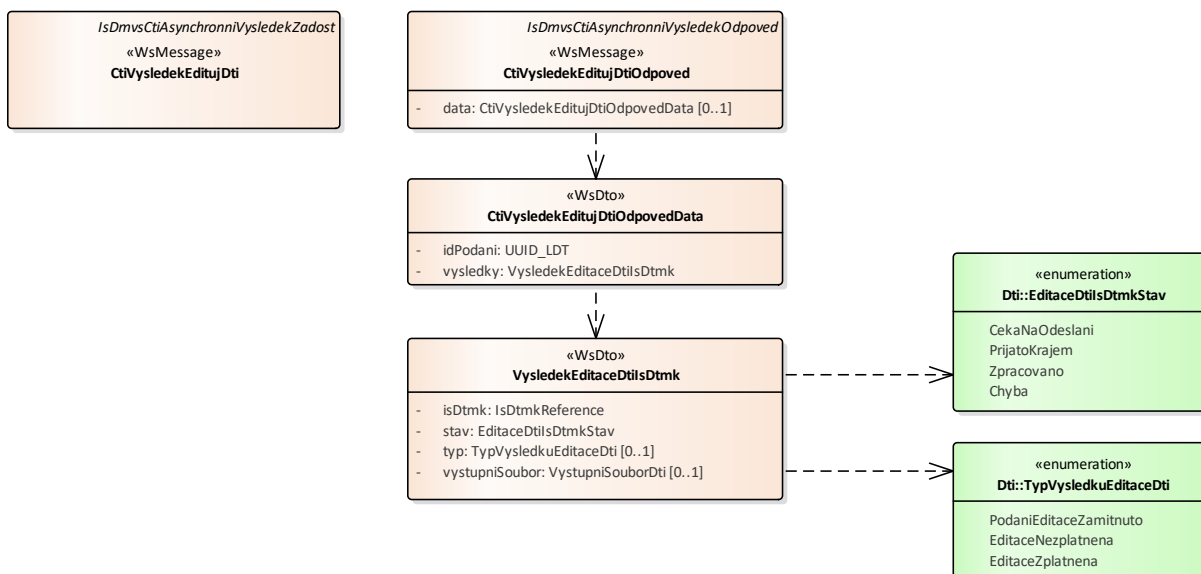 IsDmvsCtiAsynchronniVysledekZadost
«WsMessage»
CtiVysledekEditujDti
IsDmvsCtiAsynchronniVysledekOdpoved
«WsMessage»
CtiVysledekEditujDtiOdpoved
- data: CtiVysledekEditujDtiOdpovedData [0..1]
«WsDto»
CtiVysledekEditujDtiOdpovedData
- idPodani: UUID_LDT
- vysledky: VysledekEditaceDtiIsDtmk
«WsDto»
VysledekEditaceDtiIsDtmk
- isDtmk: IsDtmkReference
- stav: EditaceDtiIsDtmkStav
- typ: TypVysledkuEditaceDti [0..1]
- vystupniSoubor: VystupniSouborDti [0..1]
«enumeration»
Dti::EditaceDtiIsDtmkStav
CekaNaOdeslani
PrijatoKrajem
Zpracovano
Chyba
«enumeration»
Dti::TypVysledkuEditaceDti
PodaniEditaceZamitnuto
EditaceNezplatnena
EditaceZplatnena